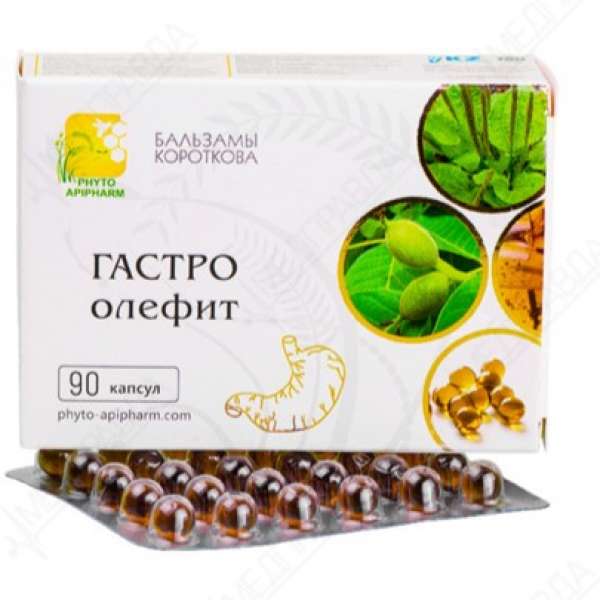 PHYTO
APIPHARM
БАЛЬЗАМЫ
КОРОТКОВА
ГАСТРО
олефит
90 капсул
phyto-apipharm.com